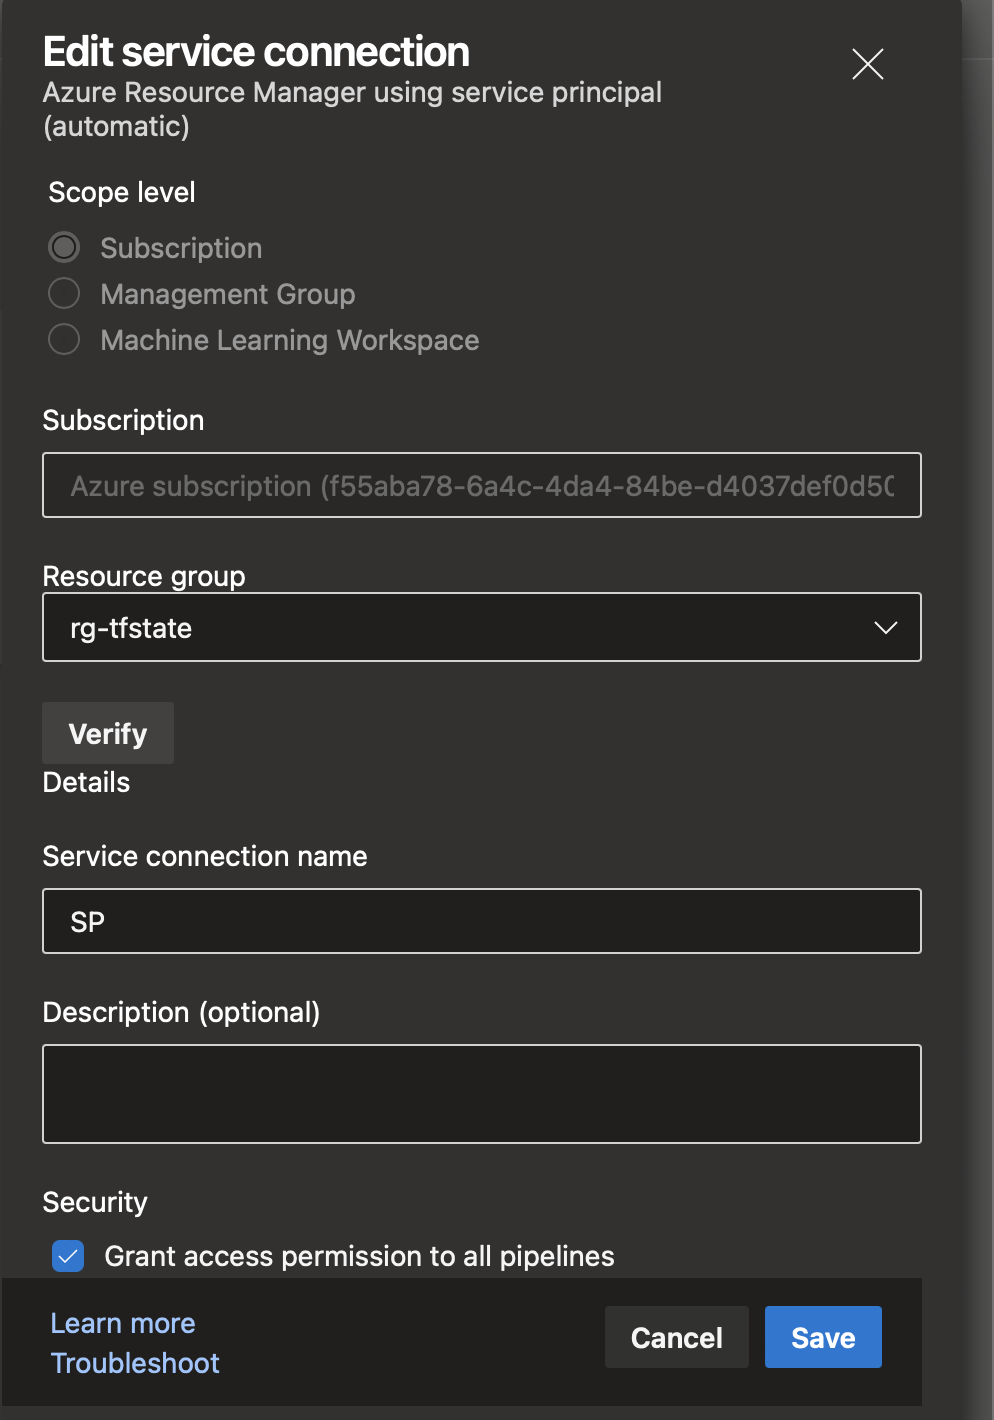 Edit service connection
Azure Resource Manager using service principal
(automatic)
Scope level
Subscription
Management Group
Machine Learning Workspace
Subscription
Azure subscription (f55aba78-6a4c-4da4-84be-d4037def0d50
Resource group
rg-tfstate
Verify
Details
Service connection name
SP
Description (optional)
Security
Grant access permission to all pipelines
Learn more
Troubleshoot
Cancel
Save